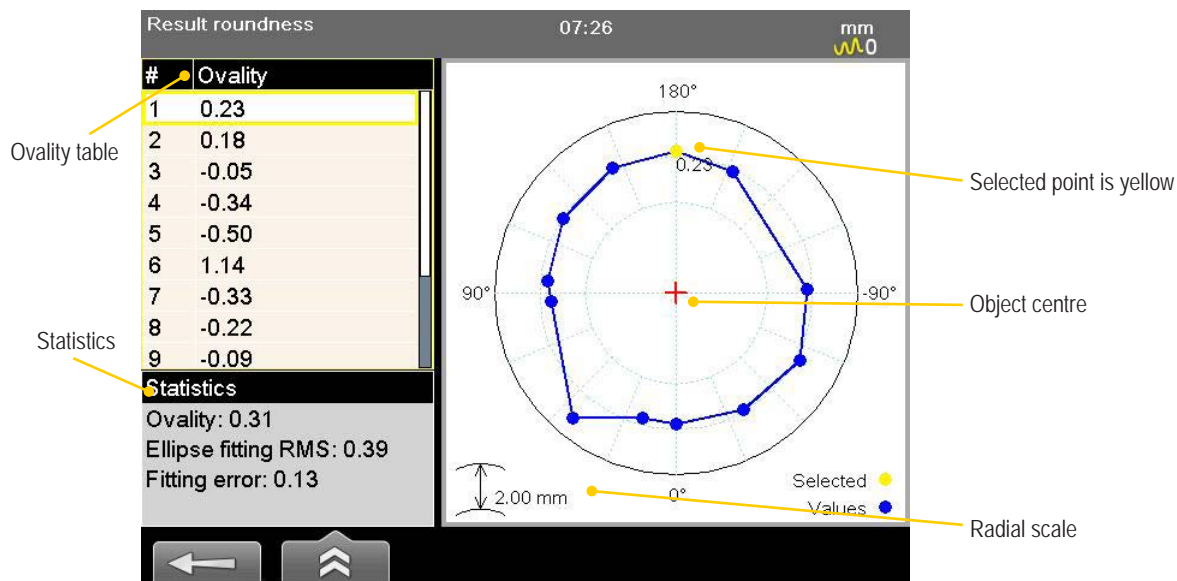 Result roundness
07:26
mm
0
# Ovality
1 0.23
2 0.18
3 -0.05
4 -0.34
5 -0.50
6 1.14
7 -0.33
8 -0.22
9 -0.09
Statistics
Ovality: 0.31
Ellipse fitting RMS: 0.39
Fitting error: 0.13
180°
0.23
90°
-90°
0°
2.00 mm
Selected
Values
Ovality table
Statistics
Selected point is yellow
Object centre
Radial scale